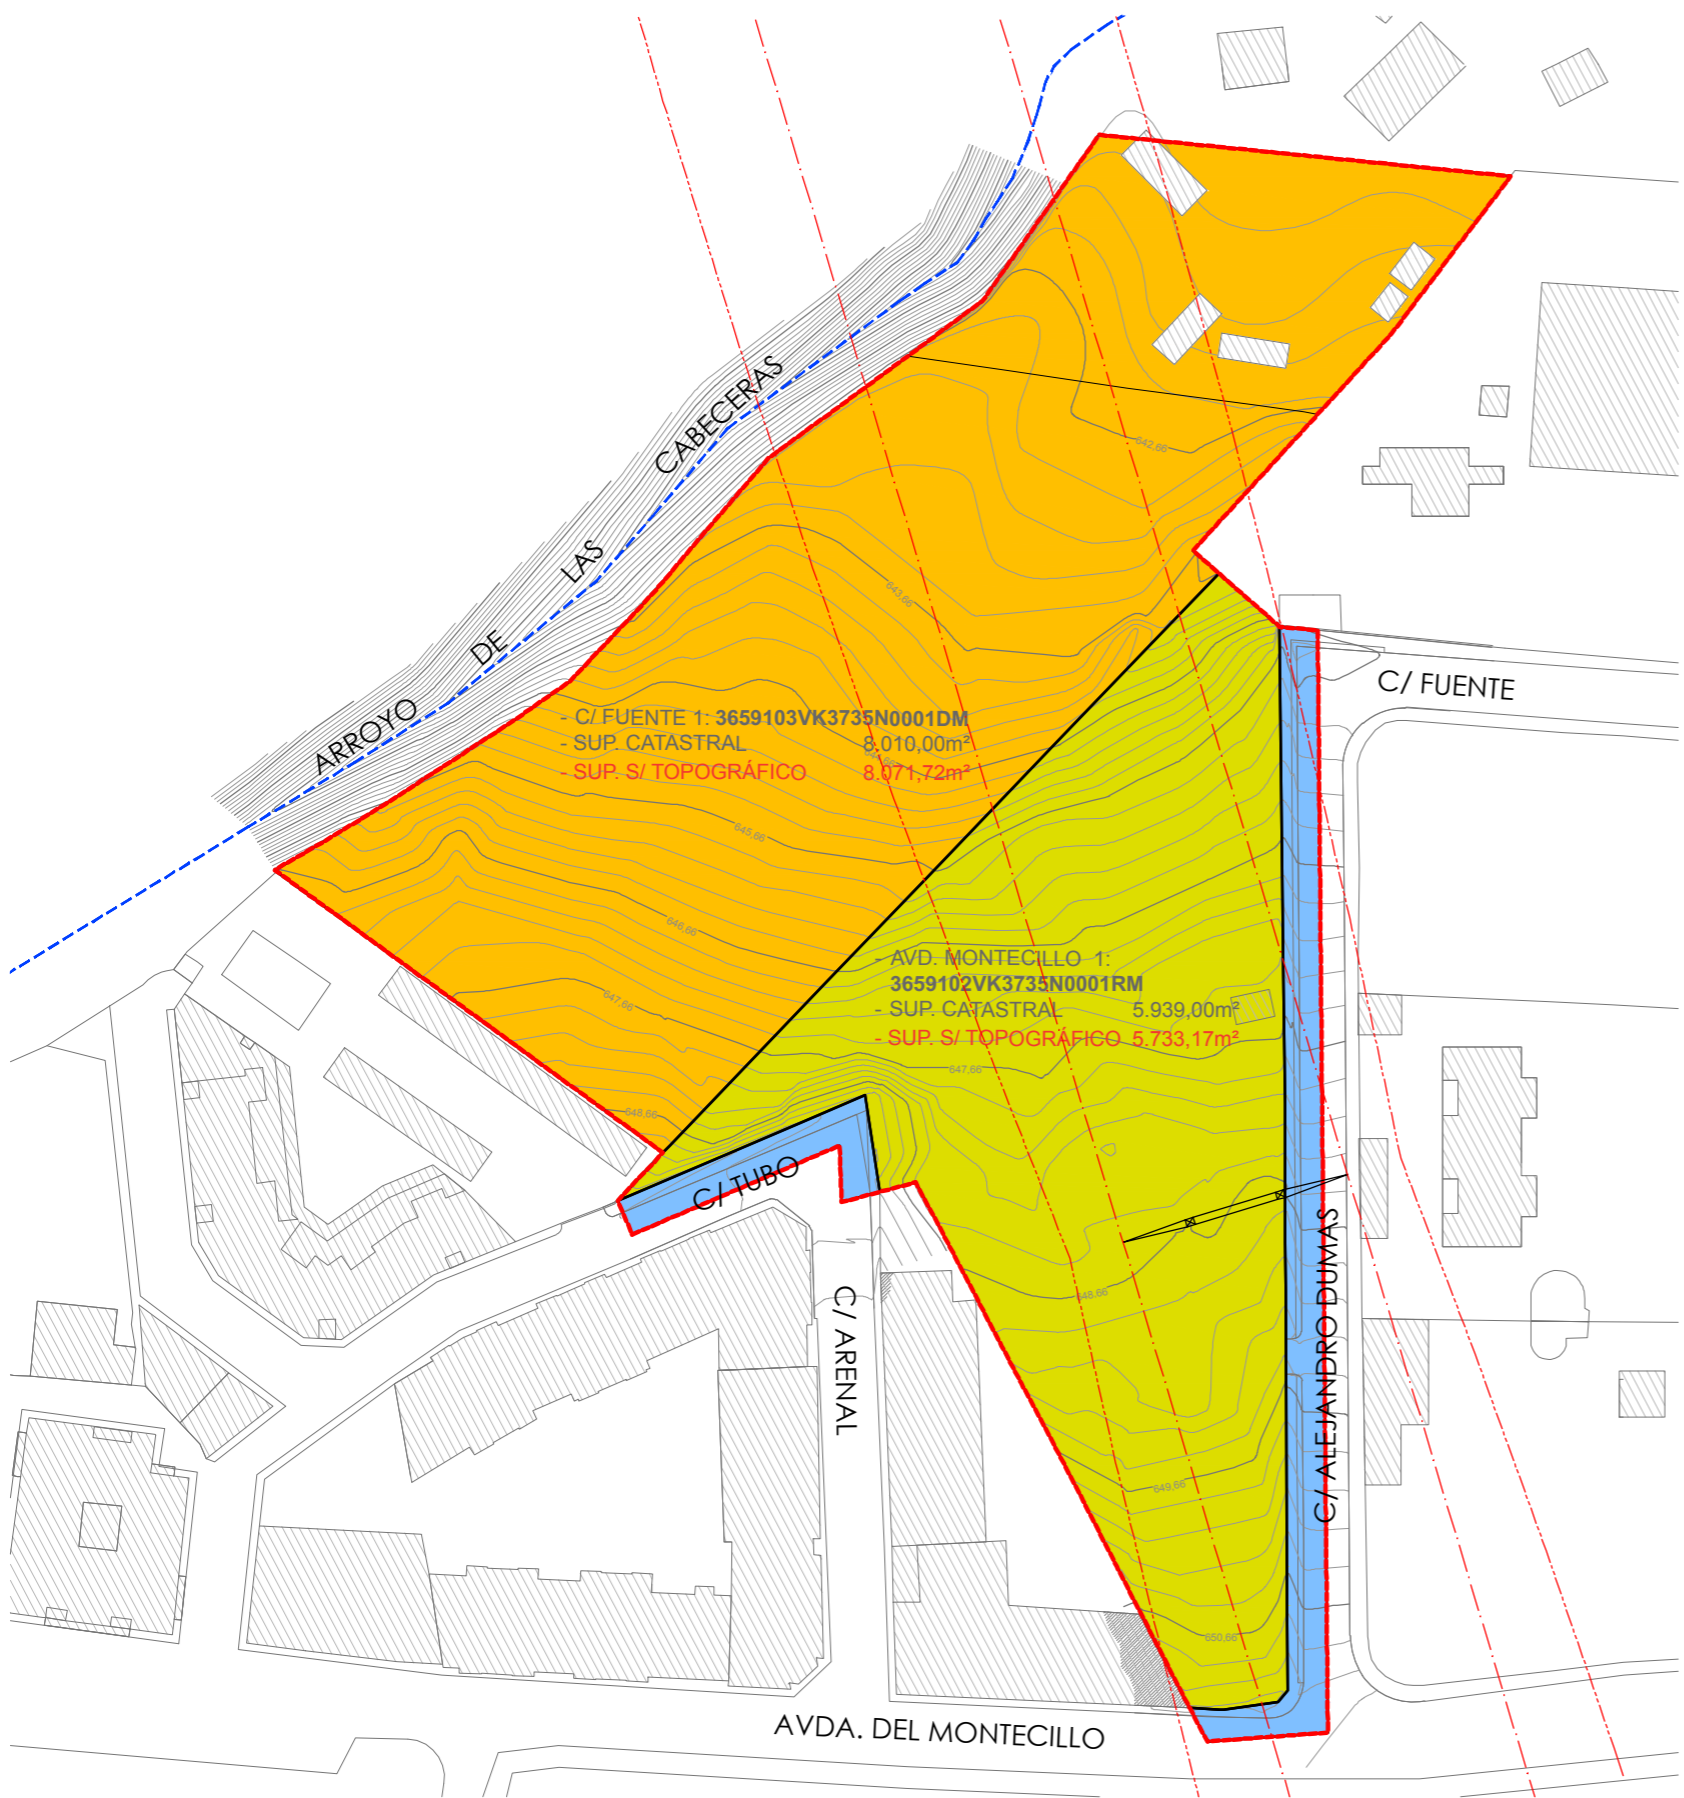 ARROYO DE LAS CABECERAS
642,66
643,66
C/ FUENTE
- C/ FUENTE 1: 3659103VK3735N0001DM
- SUP. CATASTRAL 8.010,00m²
- SUP. S/ TOPOGRÁFICO 8.071,72m²
645,66
646,66
- AVD. MONTECILLO 1:
3659102VK3735N0001RM
- SUP. CATASTRAL 5.939,00m²
- SUP. S/ TOPOGRÁFICO 5.733,17m²
647,66
647,66
648,66
C/ TUBO
648,66
C/ ARENAL
C/ ALEJANDRO DUMAS
649,66
650,66
AVDA. DEL MONTECILLO